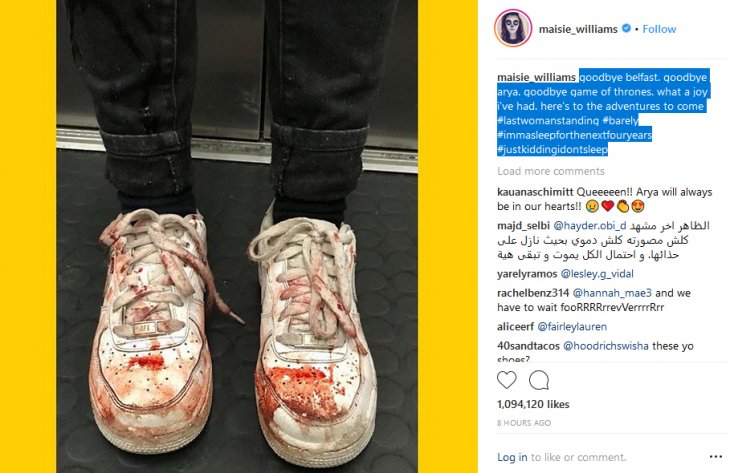 maisie_williams • Follow
maisie_williams goodbye belfast. goodbye
arya. goodbye game of thrones. what a joy
i've had. here's to the adventures to come
#lastwomanstanding #barely
#immasleepforthenextfouryears
#justkiddingidontsleep
Load more comments
kauanaschimitt Queeeeen!! Arya will always
be in our hearts!! 😢❤️👏😍
majd_selbi @hayder.obi_d الظاهر اخر مشهد
كلش مصورته كلش دموي بحيث نازل على
حذائها. و احتمال الكل يموت و تبقى هية
yarelyramos @lesley.g_vidal
rachelbenz314 @hannah_mae3 and we
have to wait fooRRRRrrevVerrrrRrr
aliceerf @fairleylauren
40sandtacos @hoodrichswisha these yo
shoes?
1,094,120 likes
8 HOURS AGO
Log in to like or comment.